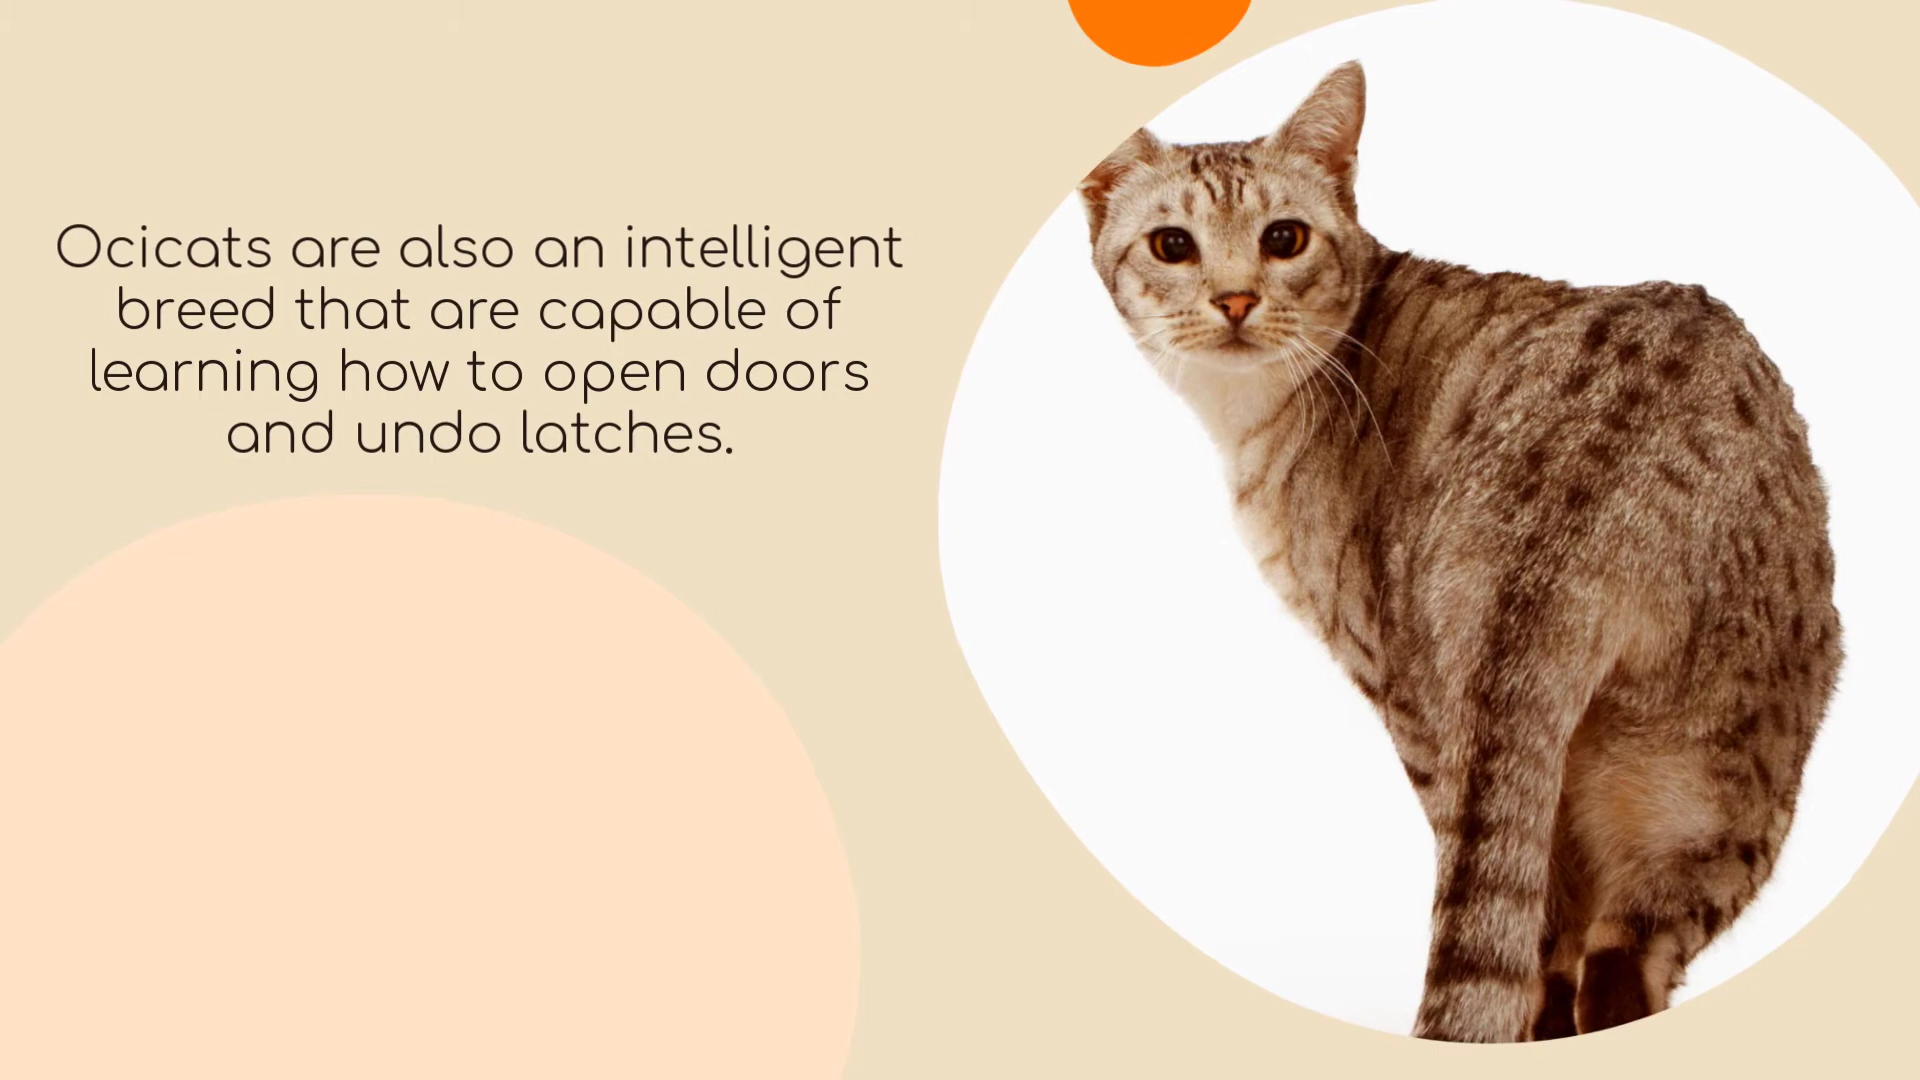 Ocicats are also an intelligent
breed that are capable of
learning how to open doors
and undo latches.